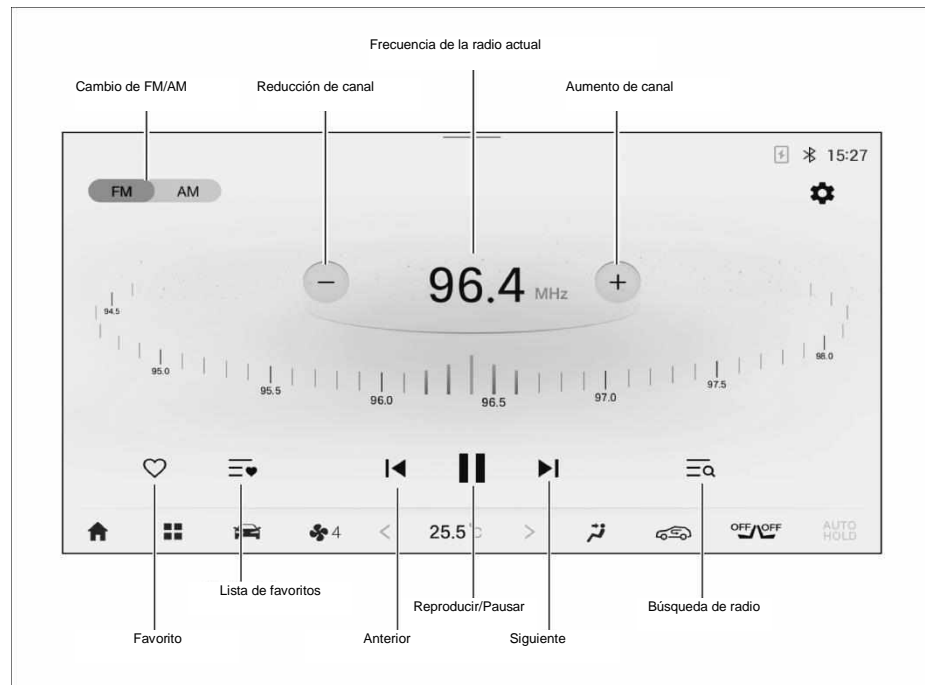 Frecuencia de la radio actual
Cambio de FM/AM
Reducción de canal
Aumento de canal
15:27
FM AM
96.4 MHz
94.5
95.0
95.5
96.0
96.5
97.0
97.5
98.0
4
25.5°C
OFF OFF
AUTO HOLD
Lista de favoritos
Reproducir/Pausar
Búsqueda de radio
Favorito
Anterior
Siguiente